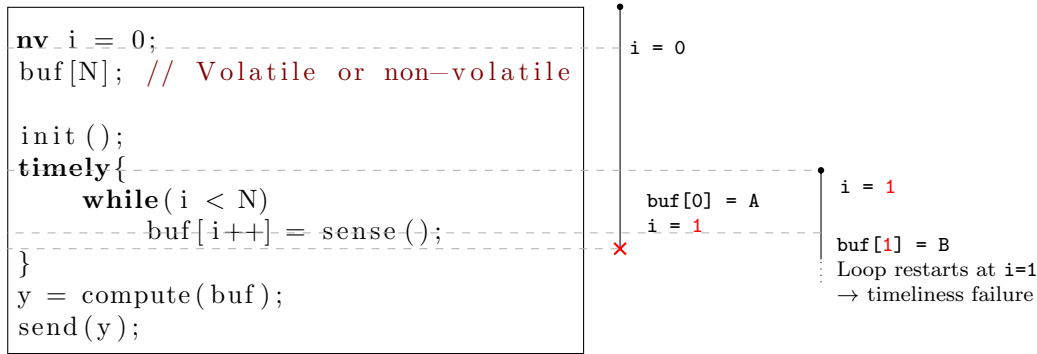 nv i = 0;
buf[N]; // Volatile or non−volatile
init();
timely{
while(i < N)
buf[i++] = sense();
}
y = compute(buf);
send(y);
i = 0
buf[0] = A
i = 1
i = 1
buf[1] = B
Loop restarts at i=1
→ timeliness failure